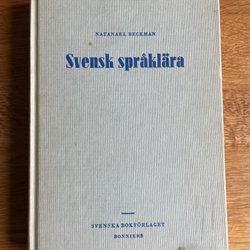 NATANAEL BECKMAN
Svensk språklära
SVENSKA BOKFÖRLAGET
BONNIERS